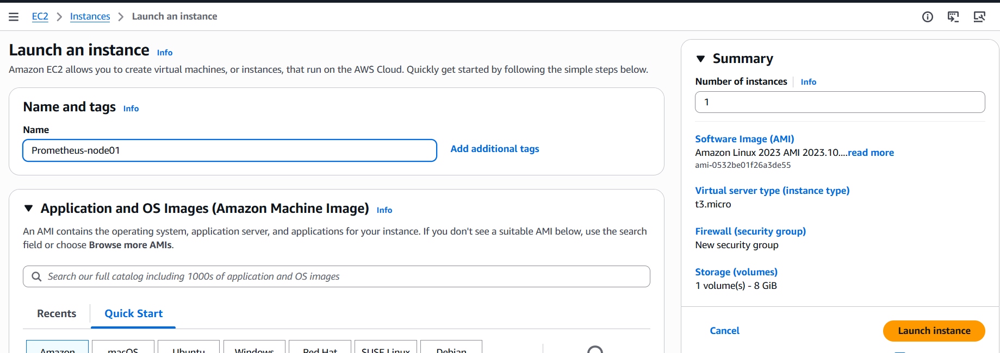 EC2 > Instances > Launch an instance
Launch an instance Info
Amazon EC2 allows you to create virtual machines, or instances, that run on the AWS Cloud. Quickly get started by following the simple steps below.
Name and tags Info
Name
Prometheus-node01
Add additional tags
Application and OS Images (Amazon Machine Image) Info
An AMI contains the operating system, application server, and applications for your instance. If you don't see a suitable AMI below, use the search
field or choose Browse more AMIs.
Search our full catalog including 1000s of application and OS images
Recents
Quick Start
Amazon
macOS
Ubuntu
Windows
Red Hat
SUSE Linux
Debian
Summary
Number of instances Info
1
Software Image (AMI)
Amazon Linux 2023 AMI 2023.10....read more
ami-0532be01f26a3de55
Virtual server type (instance type)
t3.micro
Firewall (security group)
New security group
Storage (volumes)
1 volume(s) - 8 GiB
Cancel
Launch instance